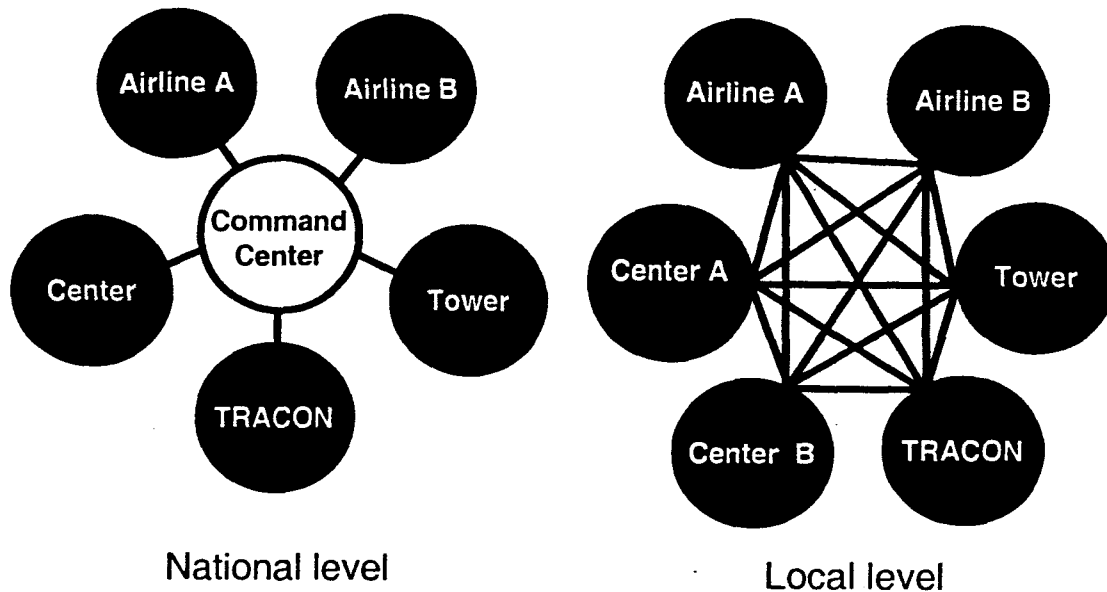 Airline A
Airline B
Command
Center
Center
Tower
TRACON
National level
Airline A
Airline B
Center A
Tower
Center B
TRACON
Local level